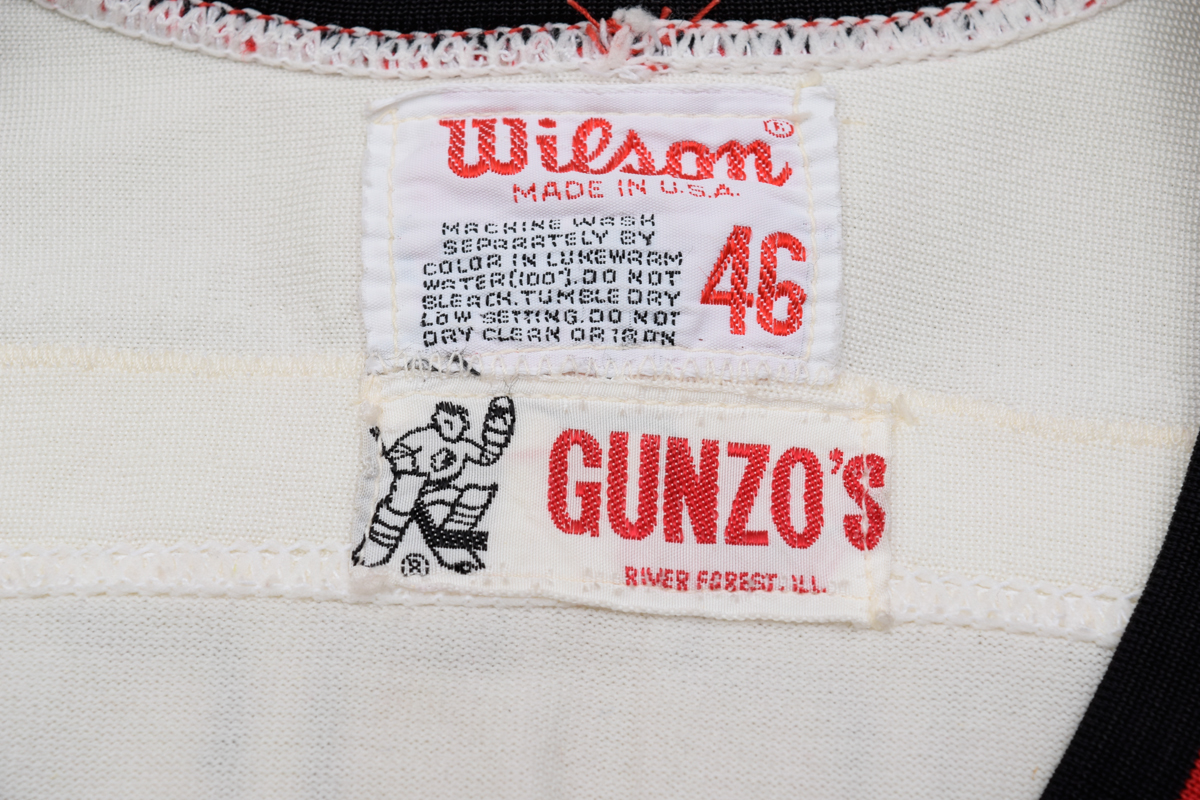 Wilson®
MADE IN U.S.A.
MACHINE WASH
SEPARATELY BY
COLOR IN LUKEWARM
WATER(100°).DO NOT
BLEACH.TUMBLE DRY
LOW SETTING.DO NOT
DRY CLEAN OR IRON
46
GUNZO'S
RIVER FOREST, ILL.
®